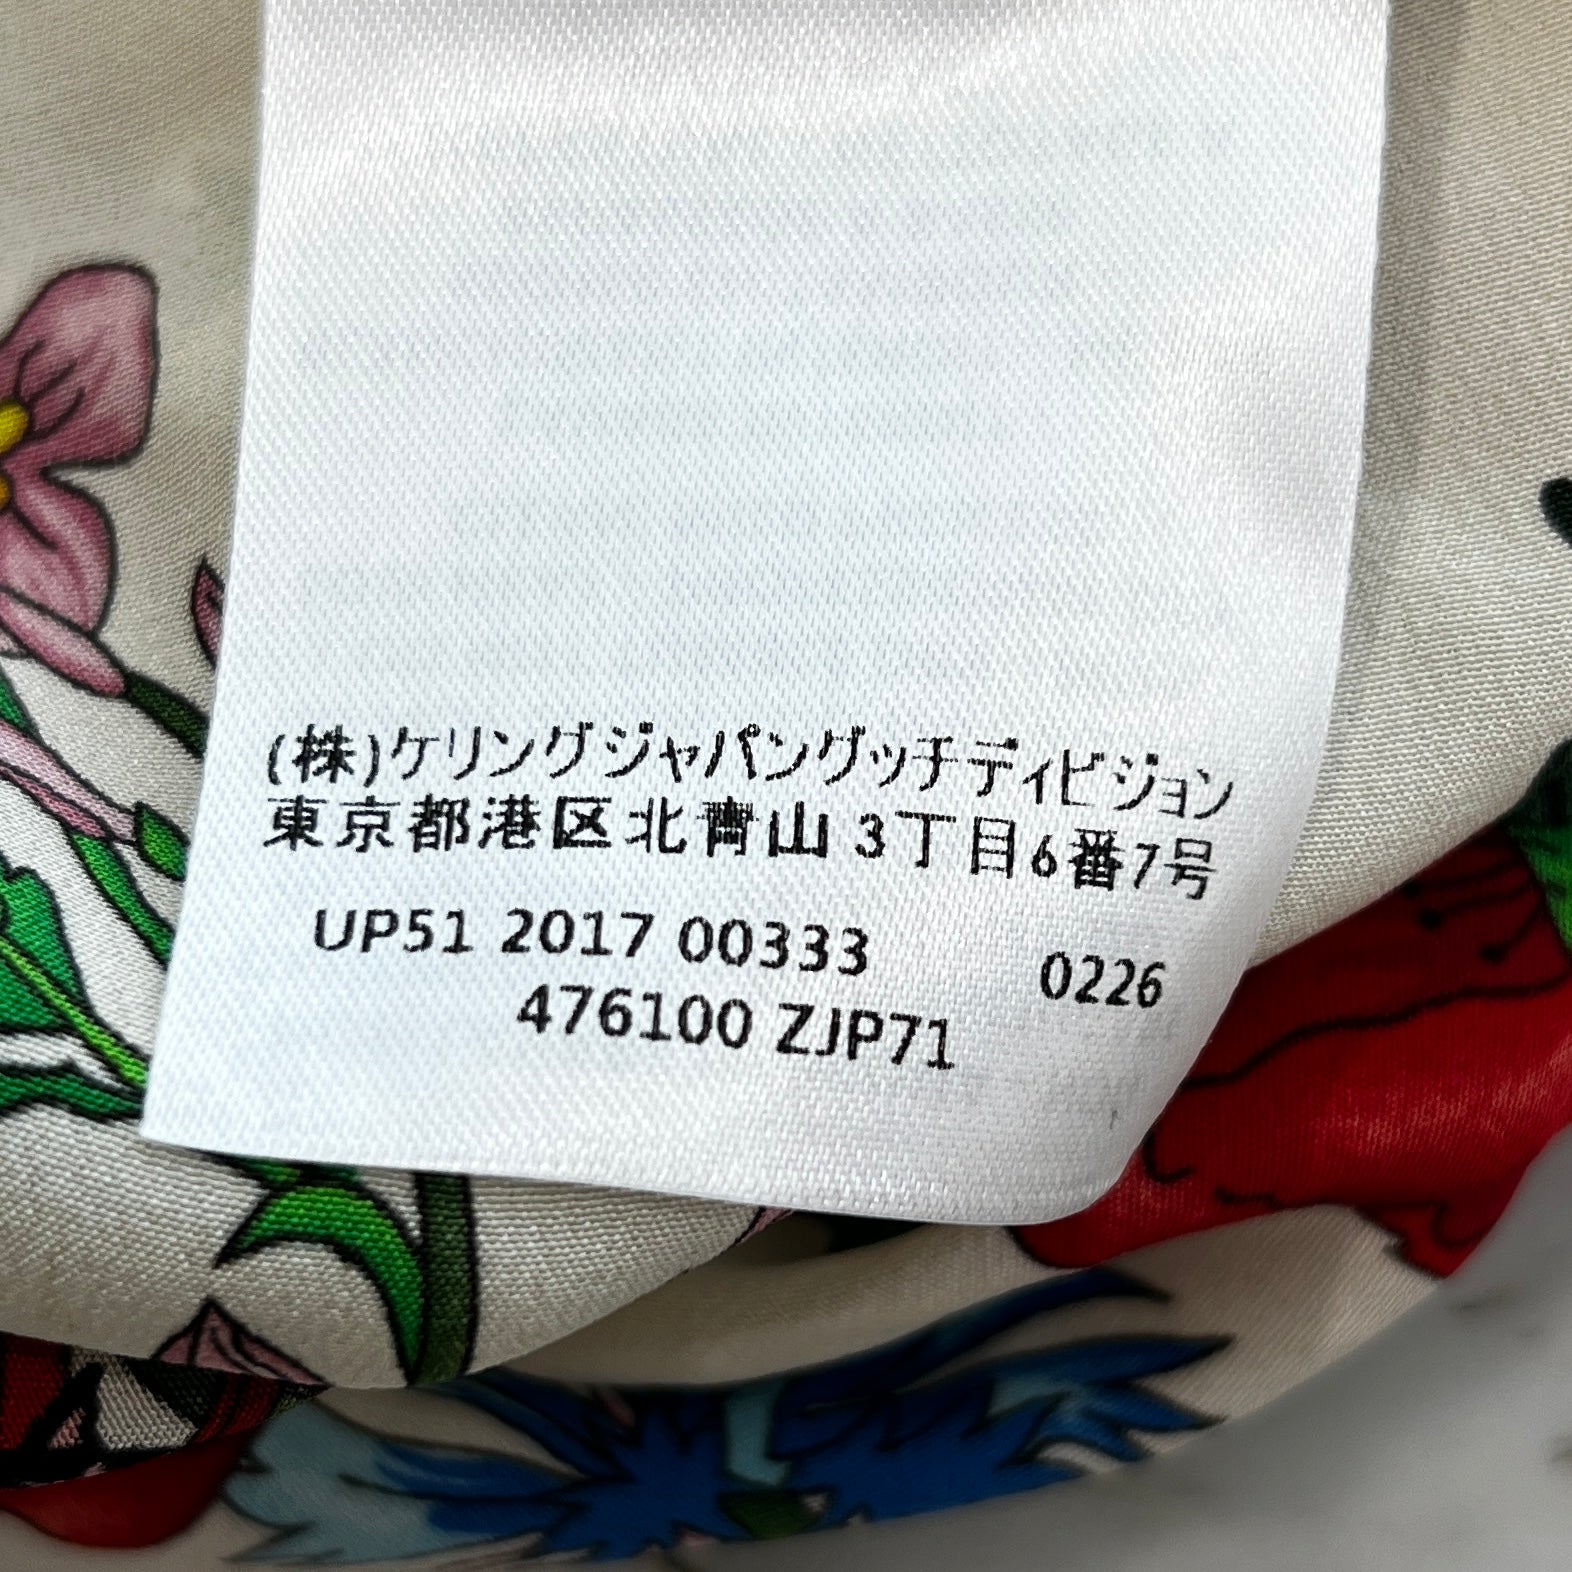 (株)ケリングジャパングッチディビジョン
東京都港区北青山3丁目6番7号
UP51 2017 00333 0226
476100 ZJP71